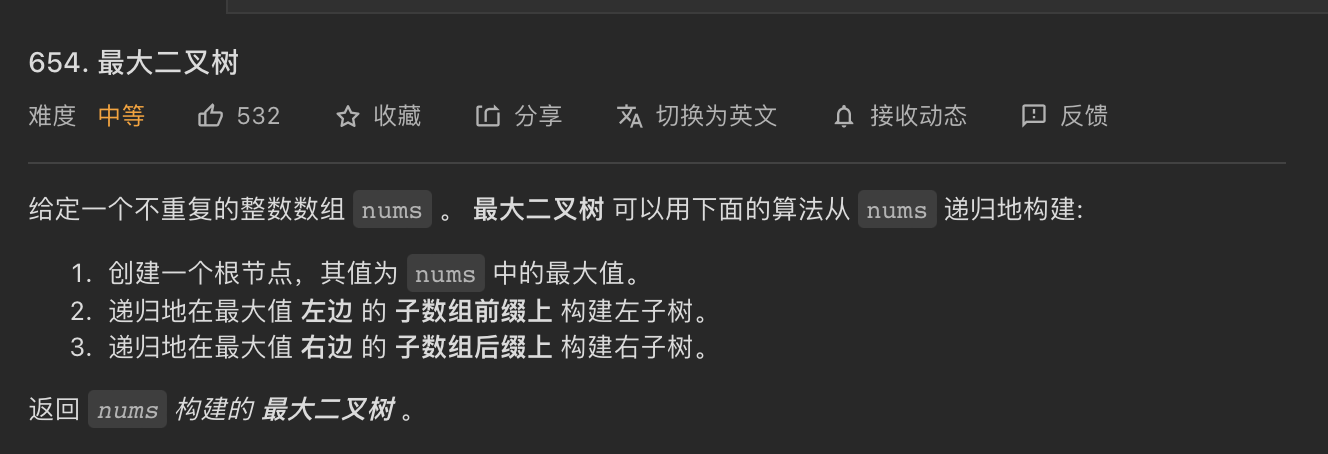 654. 最大二叉树
难度 中等 532 收藏 分享 切换为英文 接收动态 反馈
给定一个不重复的整数数组 nums 。 最大二叉树 可以用下面的算法从 nums 递归地构建:
1. 创建一个根节点，其值为 nums 中的最大值。
2. 递归地在最大值 左边 的 子数组前缀上 构建左子树。
3. 递归地在最大值 右边 的 子数组后缀上 构建右子树。
返回 nums 构建的 最大二叉树 。